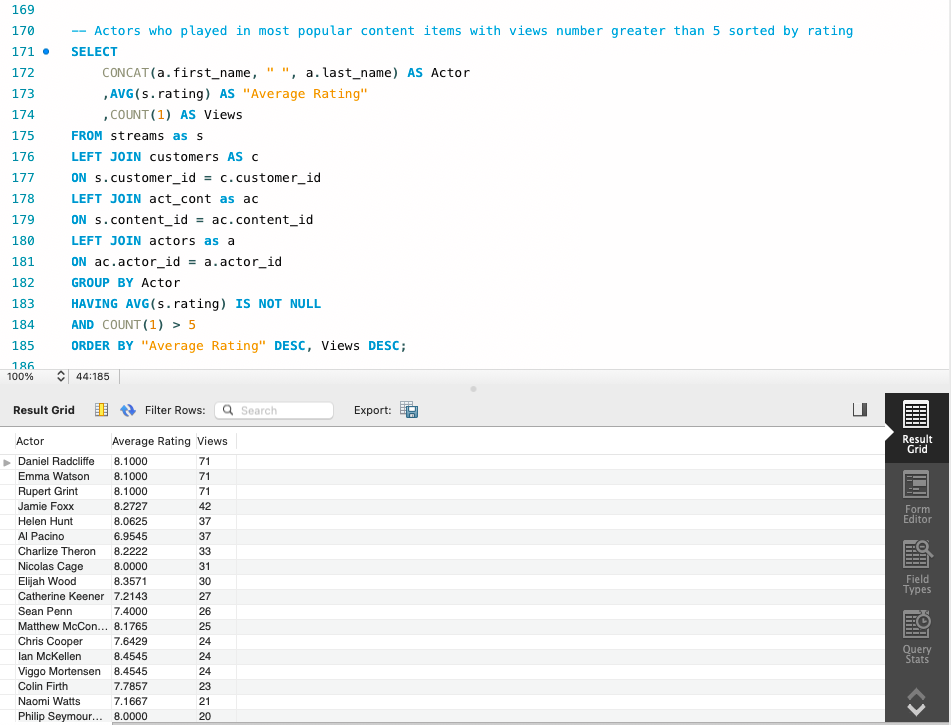 169
170 -- Actors who played in most popular content items with views number greater than 5 sorted by rating
171 SELECT
172 CONCAT(a.first_name, " ", a.last_name) AS Actor
173 ,AVG(s.rating) AS "Average Rating"
174 ,COUNT(1) AS Views
175 FROM streams as s
176 LEFT JOIN customers AS c
177 ON s.customer_id = c.customer_id
178 LEFT JOIN act_cont as ac
179 ON s.content_id = ac.content_id
180 LEFT JOIN actors as a
181 ON ac.actor_id = a.actor_id
182 GROUP BY Actor
183 HAVING AVG(s.rating) IS NOT NULL
184 AND COUNT(1) > 5
185 ORDER BY "Average Rating" DESC, Views DESC;
186
100% 44:185
Result Grid Filter Rows: Search Export:
Actor Average Rating Views
Daniel Radcliffe 8.1000 71
Emma Watson 8.1000 71
Rupert Grint 8.1000 71
Jamie Foxx 8.2727 42
Helen Hunt 8.0625 37
Al Pacino 6.9545 37
Charlize Theron 8.2222 33
Nicolas Cage 8.0000 31
Elijah Wood 8.3571 30
Catherine Keener 7.2143 27
Sean Penn 7.4000 26
Matthew McCon... 8.1765 25
Chris Cooper 7.6429 24
Ian McKellen 8.4545 24
Viggo Mortensen 8.4545 24
Colin Firth 7.7857 23
Naomi Watts 7.1667 21
Philip Seymour... 8.0000 20
Result
Grid
Form
Editor
Field
Types
Query
Stats